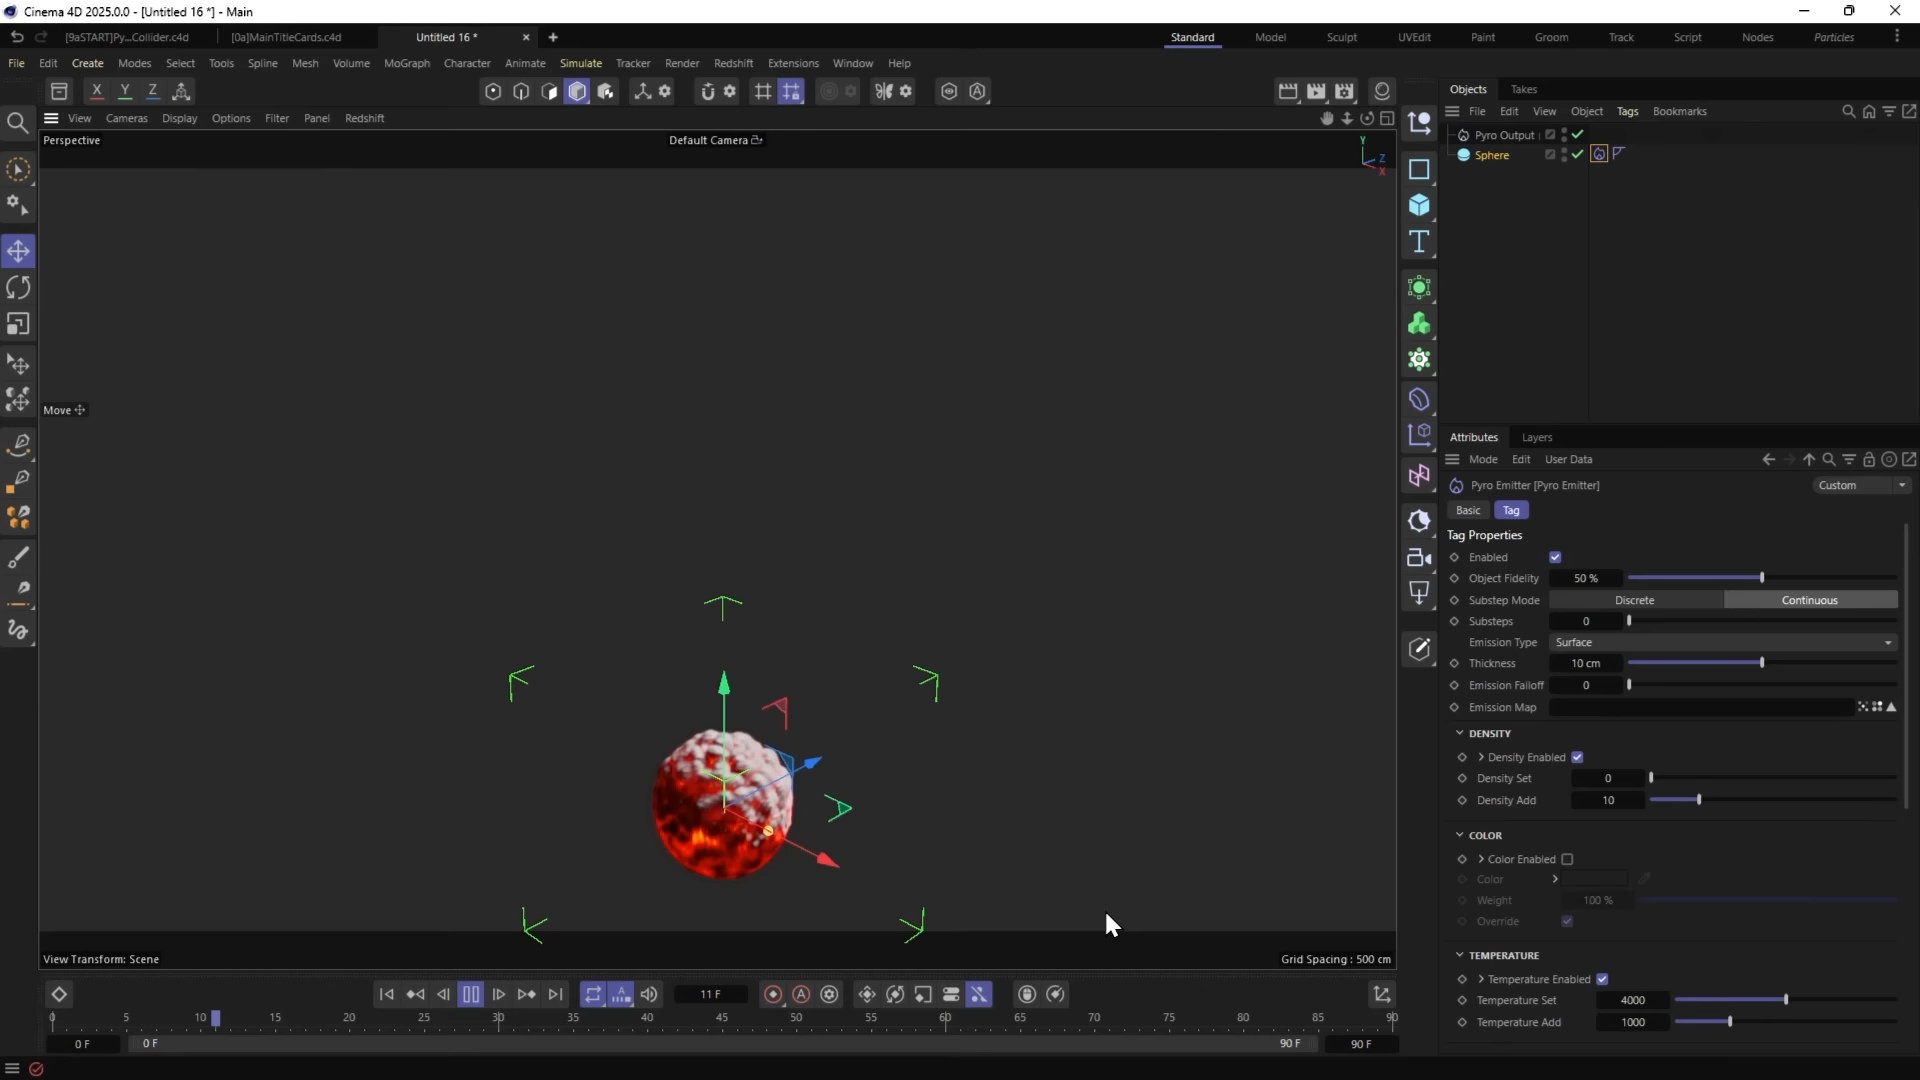 Cinema 4D 2025.0.0 - [Untitled 16 *] - Main
[9aSTART]Py...Collider.c4d
[0a]MainTitleCards.c4d
Untitled 16 *
Standard
Model
Sculpt
UVEdit
Paint
Groom
Track
Script
Nodes
Particles
File Edit Create Modes Select Tools Spline Mesh Volume MoGraph Character Animate Simulate Tracker Render Redshift Extensions Window Help
X Y Z
View Cameras Display Options Filter Panel Redshift
Perspective
Default Camera
Y
Z
X
Move
View Transform: Scene
Grid Spacing : 500 cm
11 F
0 5 10 15 20 25 30 35 40 45 50 55 60 65 70 75 80 85 90
0 F
0 F
90 F
90 F
Objects Takes
File Edit View Object Tags Bookmarks
Pyro Output
Sphere
Attributes Layers
Mode Edit User Data
Pyro Emitter [Pyro Emitter]
Custom
Basic Tag
Tag Properties
Enabled
Object Fidelity 50 %
Substep Mode Discrete Continuous
Substeps 0
Emission Type Surface
Thickness 10 cm
Emission Falloff 0
Emission Map
DENSITY
Density Enabled
Density Set 0
Density Add 10
COLOR
Color Enabled
Color
Weight 100 %
Override
TEMPERATURE
Temperature Enabled
Temperature Set 4000
Temperature Add 1000